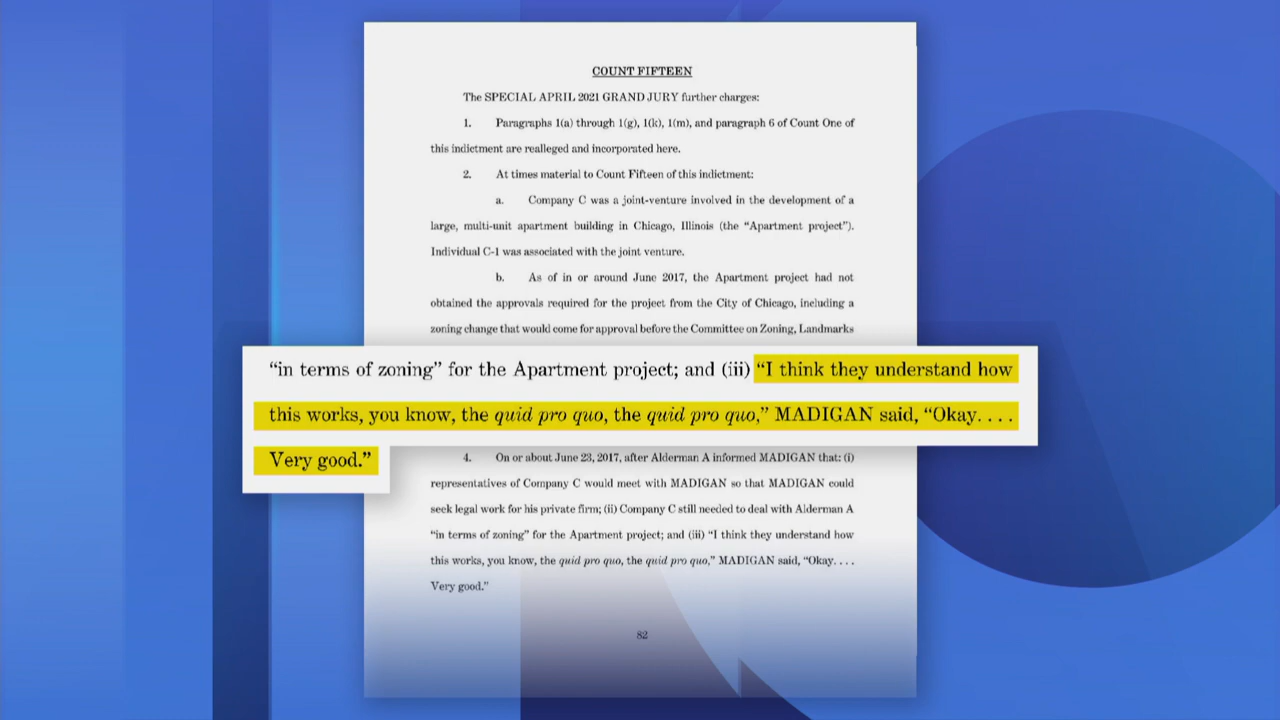 COUNT FIFTEEN
The SPECIAL APRIL 2021 GRAND JURY further charges:
1. Paragraphs 1(a) through 1(g), 1(k), 1(m), and paragraph 6 of Count One of
this indictment are realleged and incorporated here.
2. At times material to Count Fifteen of this indictment:
a. Company C was a joint-venture involved in the development of a
large, multi-unit apartment building in Chicago, Illinois (the “Apartment project”).
Individual C-1 was associated with the joint venture.
b. As of in or around June 2017, the Apartment project had not
obtained the approvals required for the project from the City of Chicago, including a
zoning change that would come for approval before the Committee on Zoning, Landmarks
“in terms of zoning” for the Apartment project; and (iii) “I think they understand how
this works, you know, the quid pro quo, the quid pro quo,” MADIGAN said, “Okay. . . .
Very good.”
4. On or about June 23, 2017, after Alderman A informed MADIGAN that: (i)
representatives of Company C would meet with MADIGAN so that MADIGAN could
seek legal work for his private firm; (ii) Company C still needed to deal with Alderman A
“in terms of zoning” for the Apartment project; and (iii) “I think they understand how
this works, you know, the quid pro quo, the quid pro quo,” MADIGAN said, “Okay. . . .
Very good.”
82